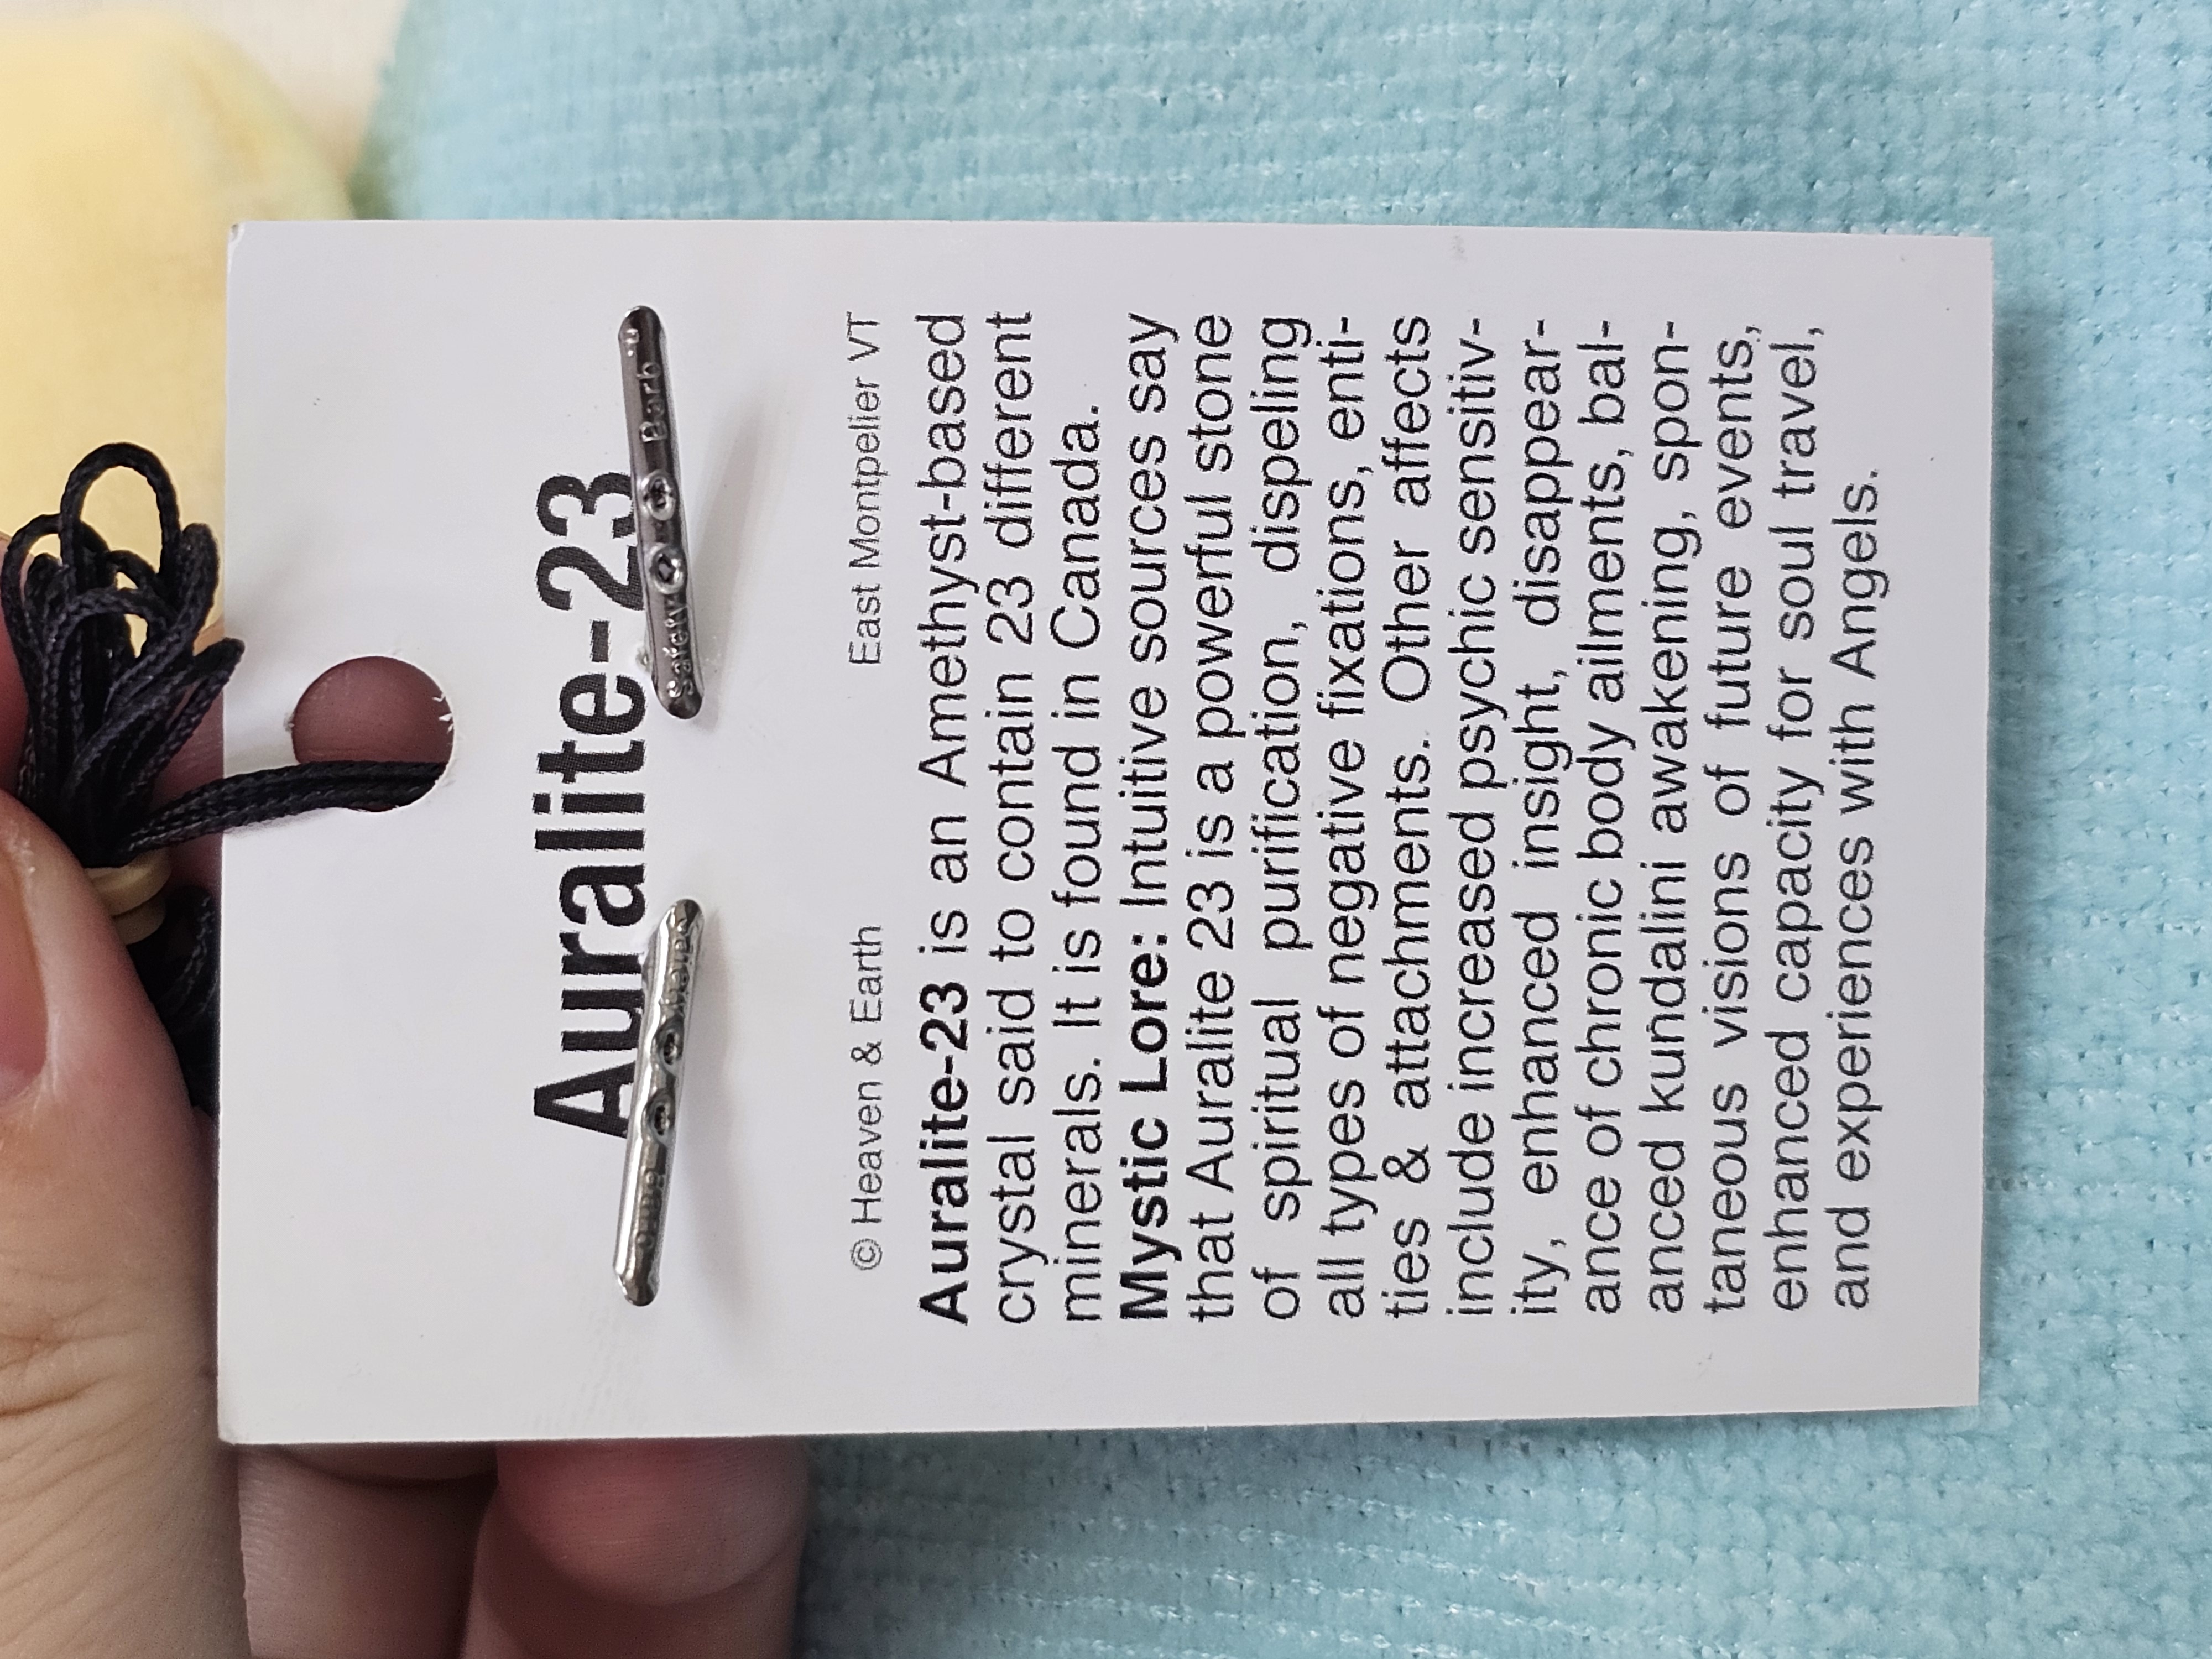 Auralite-23
© Heaven & Earth East Montpelier VT
Auralite-23 is an Amethyst-based
crystal said to contain 23 different
minerals. It is found in Canada.
Mystic Lore: Intuitive sources say
that Auralite 23 is a powerful stone
of spiritual purification, dispeling
all types of negative fixations, enti-
ties & attachments. Other affects
include increased psychic sensitiv-
ity, enhanced insight, disappear-
ance of chronic body ailments, bal-
anced kundalini awakening, spon-
taneous visions of future events,
enhanced capacity for soul travel,
and experiences with Angels.
Safety
Barb